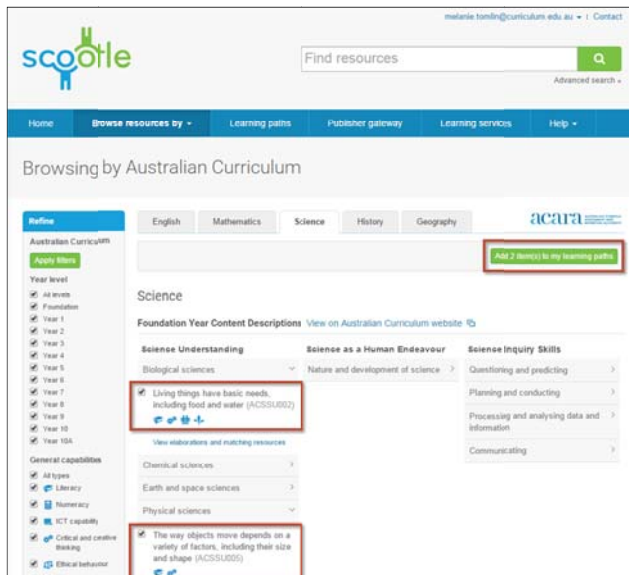 melanie.tomlin@curriculum.edu.au
Contact
scootle
Find resources
Advanced search »
Home
Browse resources by
Learning paths
Publisher gateway
Learning services
Help
Browsing by Australian Curriculum
Refine
Australian Curriculum
Apply filters
Year level
All levels
Foundation
Year 1
Year 2
Year 3
Year 4
Year 5
Year 6
Year 7
Year 8
Year 9
Year 10
Year 10A
General capabilities
All types
Literacy
Numeracy
ICT capability
Critical and creative
thinking
Ethical behaviour
English
Mathematics
Science
History
Geography
acara
Add 2 item(s) to my learning paths
Science
Foundation Year Content Descriptions View on Australian Curriculum website
Science Understanding
Biological sciences
Living things have basic needs,
including food and water (ACSSU002)
View elaborations and matching resources
Chemical sciences
Earth and space sciences
Physical sciences
The way objects move depends on a
variety of factors, including their size
and shape (ACSSU005)
Science as a Human Endeavour
Nature and development of science
Science Inquiry Skills
Questioning and predicting
Planning and conducting
Processing and analysing data and
information
Communicating